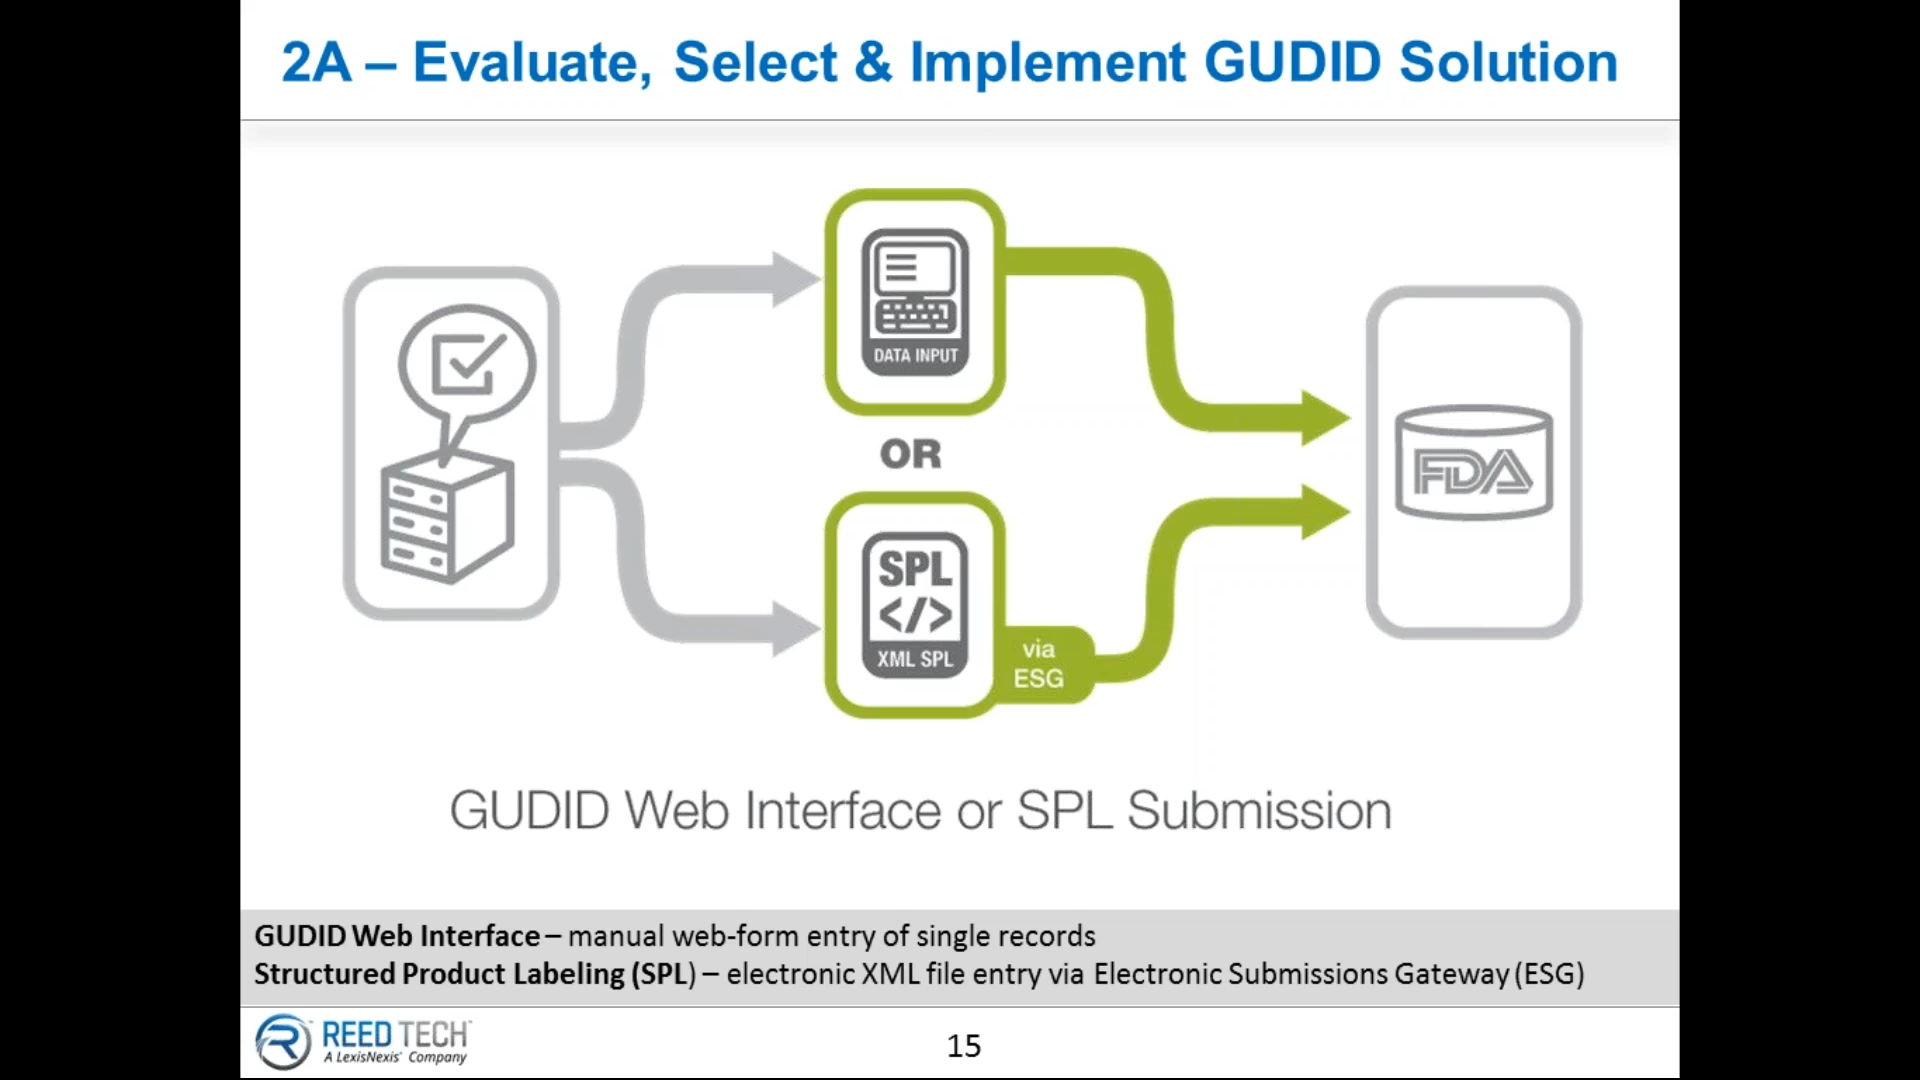 2A – Evaluate, Select & Implement GUDID Solution
DATA INPUT
OR
SPL
</>
XML SPL
via
ESG
FDA
GUDID Web Interface or SPL Submission
GUDID Web Interface – manual web-form entry of single records
Structured Product Labeling (SPL) – electronic XML file entry via Electronic Submissions Gateway (ESG)
REED TECH™
A LexisNexis® Company
15